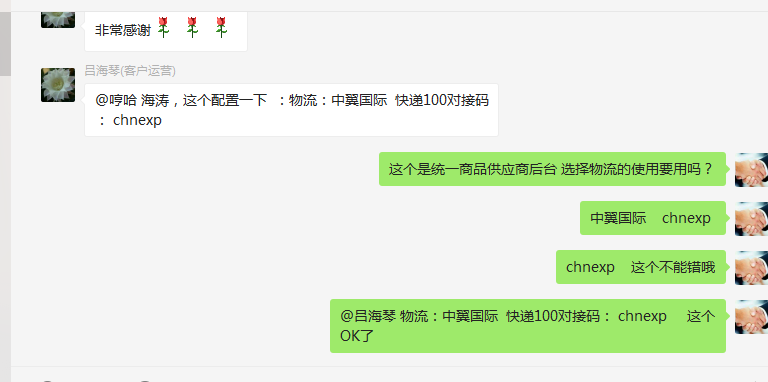 非常感谢
吕海琴(客户运营)
@哼哈 海涛，这个配置一下 ：物流：中翼国际 快递100对接码
： chnexp
这个是统一商品供应商后台 选择物流的使用要用吗？
中翼国际 chnexp
chnexp 这个不能错哦
@吕海琴 物流：中翼国际 快递100对接码： chnexp 这个
OK了